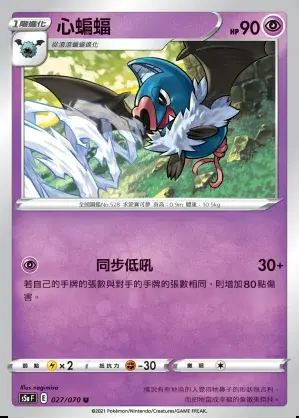 1階進化
心蝙蝠
HP90
從滾滾蝙蝠進化
全國圖鑑No.528 求愛寶可夢 身高:0.9m 體重:10.5kg
同步低吼 30+
若自己的手牌的張數與對手的手牌的張數相同,則增加80點傷
害。
弱點 ×2 抵抗力 -30 撤退
Illus.nagimiso
s5a F E 027/070 U
©2021 Pokémon/Nintendo/Creatures/GAME FREAK.